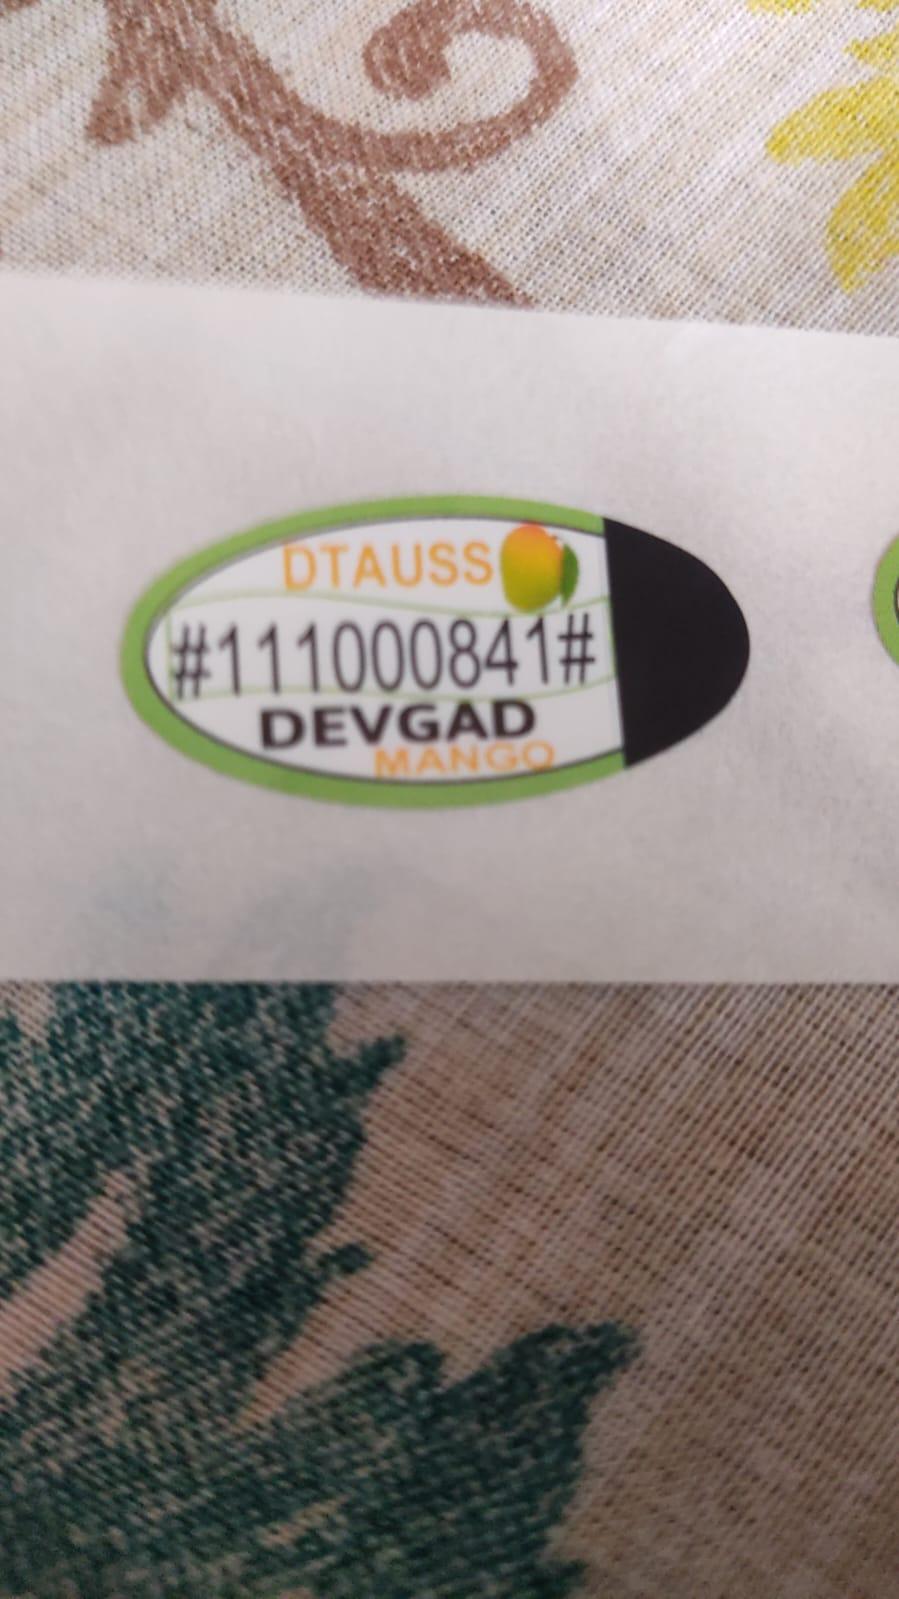 DTAUSS
#111000841#
DEVGAD
MANGO